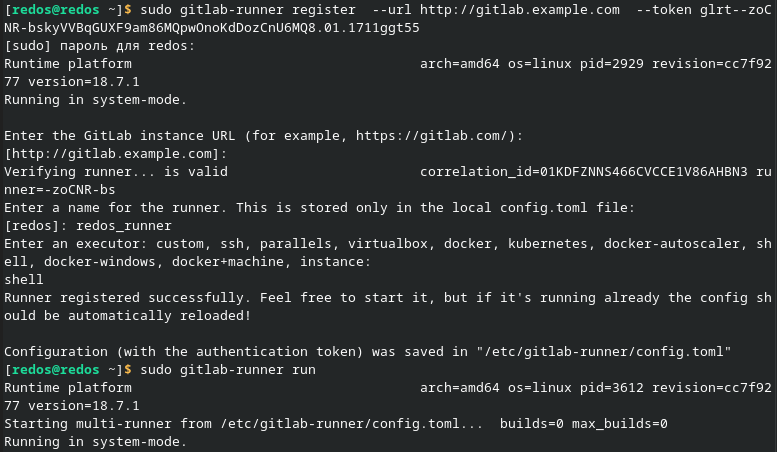 [redos@redos ~]$ sudo gitlab-runner register  --url http://gitlab.example.com  --token glrt--zoC
NR-bskyVVBqGUXF9am86MQpwOnoKdDozCnU6MQ8.01.1711ggt55
[sudo] пароль для redos:
Runtime platform                                    arch=amd64 os=linux pid=2929 revision=cc7f92
77 version=18.7.1
Running in system-mode.

Enter the GitLab instance URL (for example, https://gitlab.com/):
[http://gitlab.example.com]:
Verifying runner... is valid                        correlation_id=01KDFZNNS466CVCCE1V86AHBN3 ru
nner=-zoCNR-bs
Enter a name for the runner. This is stored only in the local config.toml file:
[redos]: redos_runner
Enter an executor: custom, ssh, parallels, virtualbox, docker, kubernetes, docker-autoscaler, sh
ell, docker-windows, docker+machine, instance:
shell
Runner registered successfully. Feel free to start it, but if it's running already the config sh
ould be automatically reloaded!

Configuration (with the authentication token) was saved in "/etc/gitlab-runner/config.toml"
[redos@redos ~]$ sudo gitlab-runner run
Runtime platform                                    arch=amd64 os=linux pid=3612 revision=cc7f92
77 version=18.7.1
Starting multi-runner from /etc/gitlab-runner/config.toml...  builds=0 max_builds=0
Running in system-mode.